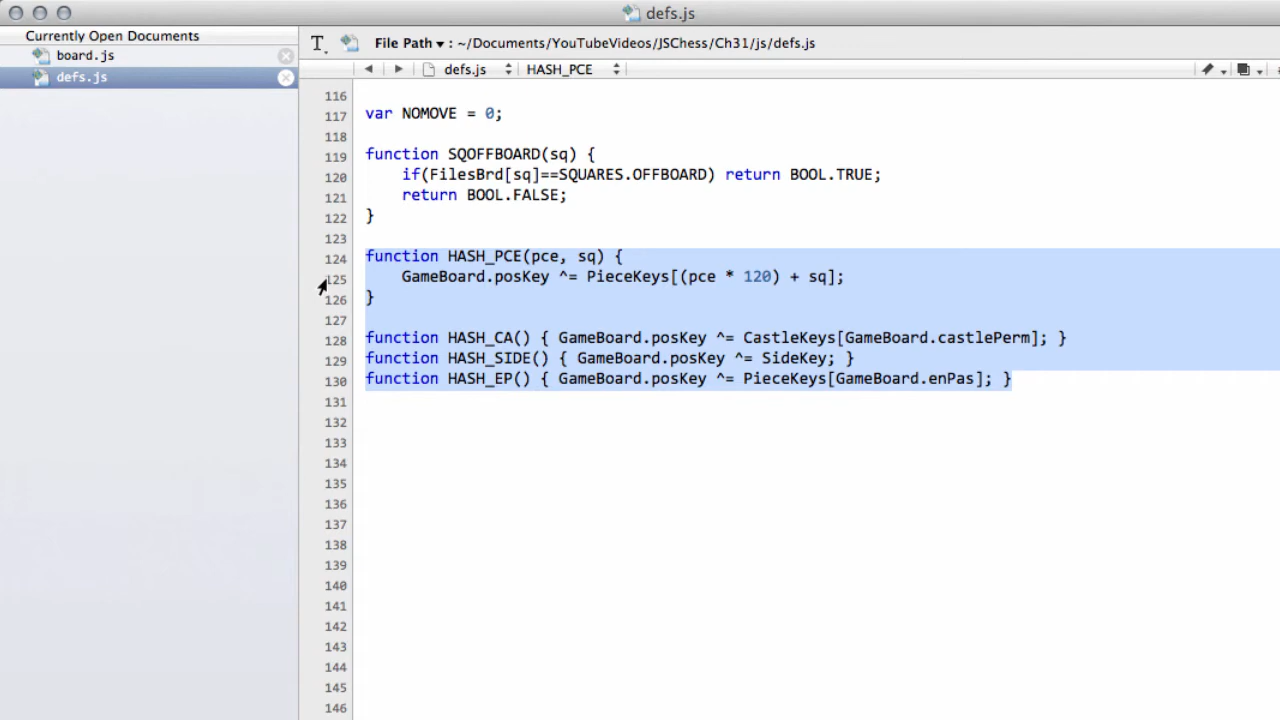 defs.js
Currently Open Documents
board.js
defs.js
T File Path ▾ : ~/Documents/YouTubeVideos/JSChess/Ch31/js/defs.js
defs.js HASH_PCE
116
117 var NOMOVE = 0;
118
119 function SQOFFBOARD(sq) {
120 if(FilesBrd[sq]==SQUARES.OFFBOARD) return BOOL.TRUE;
121 return BOOL.FALSE;
122 }
123
124 function HASH_PCE(pce, sq) {
125 GameBoard.posKey ^= PieceKeys[(pce * 120) + sq];
126 }
127
128 function HASH_CA() { GameBoard.posKey ^= CastleKeys[GameBoard.castlePerm]; }
129 function HASH_SIDE() { GameBoard.posKey ^= SideKey; }
130 function HASH_EP() { GameBoard.posKey ^= PieceKeys[GameBoard.enPas]; }
131
132
133
134
135
136
137
138
139
140
141
142
143
144
145
146